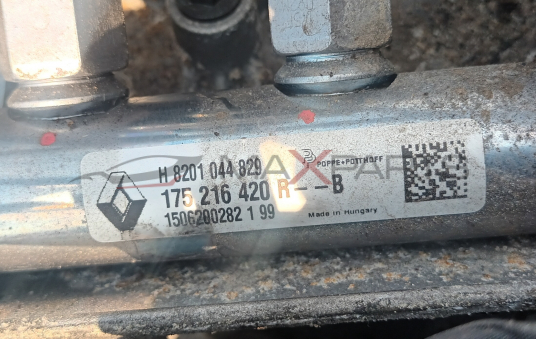 H 8201 044 829
POPPE+POTTHOFF
175 216 420 R--B
1506200282 1 99
Made in Hungary